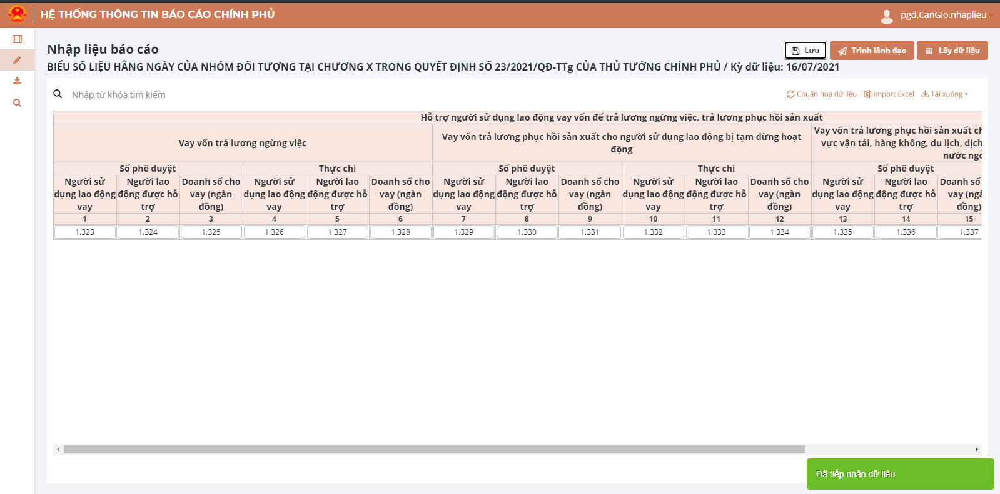 HỆ THỐNG THÔNG TIN BÁO CÁO CHÍNH PHỦ
pgd.CanGio.nhaplieu
Nhập liệu báo cáo
Lưu
Trình lãnh đạo
Lấy dữ liệu
BIỂU SỐ LIỆU HẰNG NGÀY CỦA NHÓM ĐỐI TƯỢNG TẠI CHƯƠNG X TRONG QUYẾT ĐỊNH SỐ 23/2021/QĐ-TTg CỦA THỦ TƯỚNG CHÍNH PHỦ / Kỳ dữ liệu: 16/07/2021
Nhập từ khóa tìm kiếm
Chuẩn hoá dữ liệu
Import Excel
Tải xuống
Hỗ trợ người sử dụng lao động vay vốn để trả lương ngừng việc, trả lương phục hồi sản xuất
Vay vốn trả lương ngừng việc
Vay vốn trả lương phục hồi sản xuất cho người sử dụng lao động bị tạm dừng hoạt
động
Vay vốn trả lương phục hồi sản xuất
vực vận tải, hàng không, du lịch, dịch
nước
Số phê duyệt
Thực chi
Số phê duyệt
Thực chi
Số phê duyệt
Người sử
dụng lao động
vay
Người lao
động được hỗ
trợ
Doanh số cho
vay (ngàn
đồng)
Người sử
dụng lao động
vay
Người lao
động được hỗ
trợ
Doanh số cho
vay (ngàn
đồng)
Người sử
dụng lao động
vay
Người lao
động được hỗ
trợ
Doanh số cho
vay (ngàn
đồng)
Người sử
dụng lao động
vay
Người lao
động được hỗ
trợ
Doanh số cho
vay (ngàn
đồng)
Người sử
dụng lao động
vay
Người lao
động được hỗ
trợ
Doanh số
vay
đồng)
1 2 3 4 5 6 7 8 9 10 11 12 13 14 15
1.323 1.324 1.325 1.326 1.327 1.328 1.329 1.330 1.331 1.332 1.333 1.334 1.335 1.336 1.337
Đã tiếp nhận dữ liệu